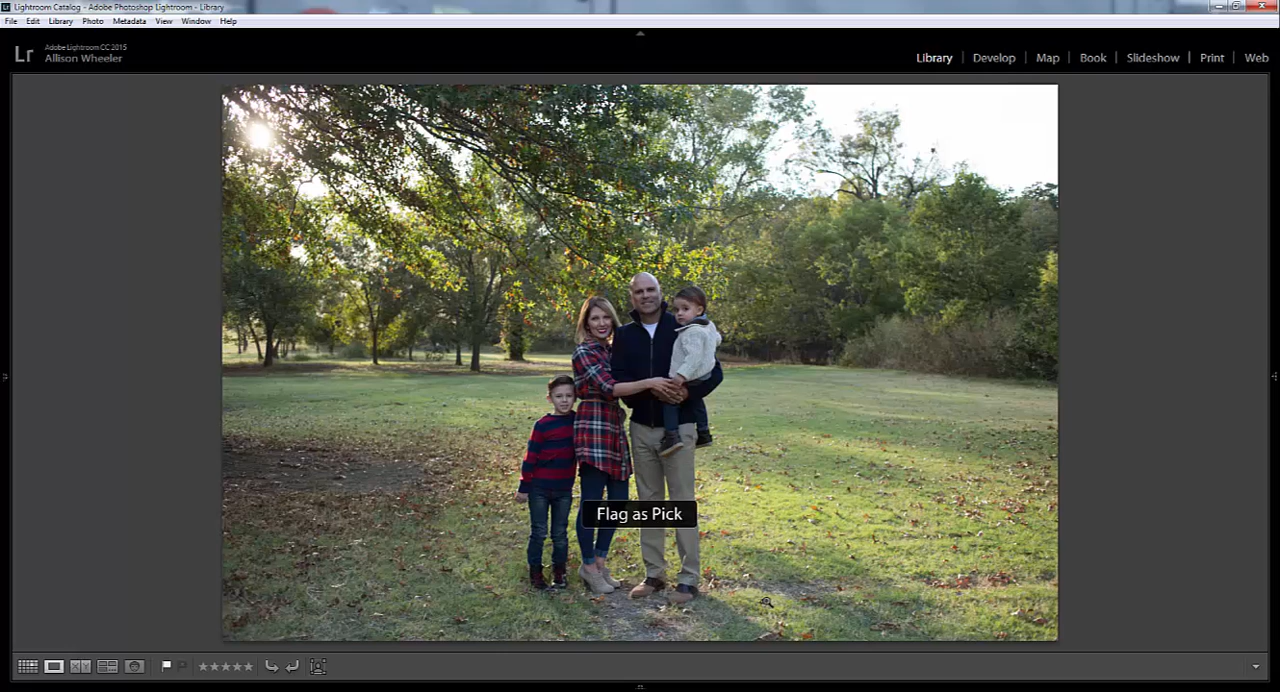 Lightroom Catalog - Adobe Photoshop Lightroom - Library
File Edit Library Photo Metadata View Window Help
Lr
Adobe Lightroom CC 2015
Allison Wheeler
Library | Develop | Map | Book | Slideshow | Print | Web
Flag as Pick